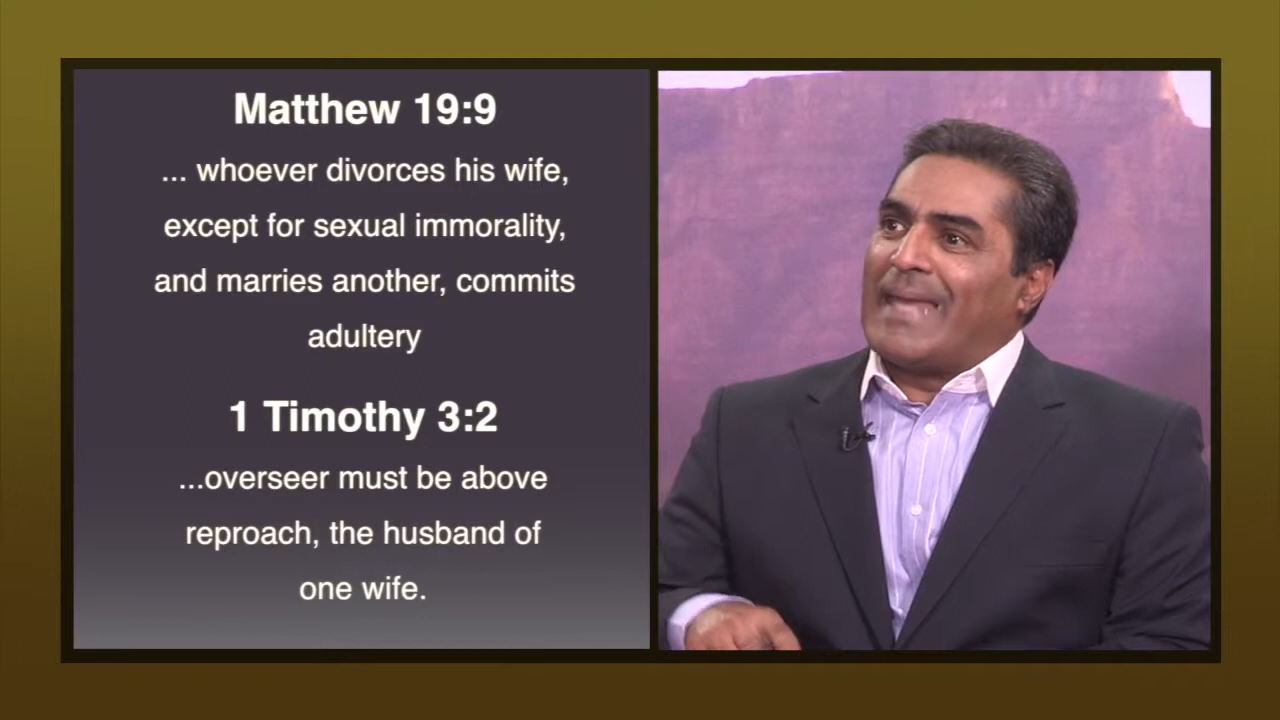 Matthew 19:9
... whoever divorces his wife,
except for sexual immorality,
and marries another, commits
adultery
1 Timothy 3:2
...overseer must be above
reproach, the husband of
one wife.